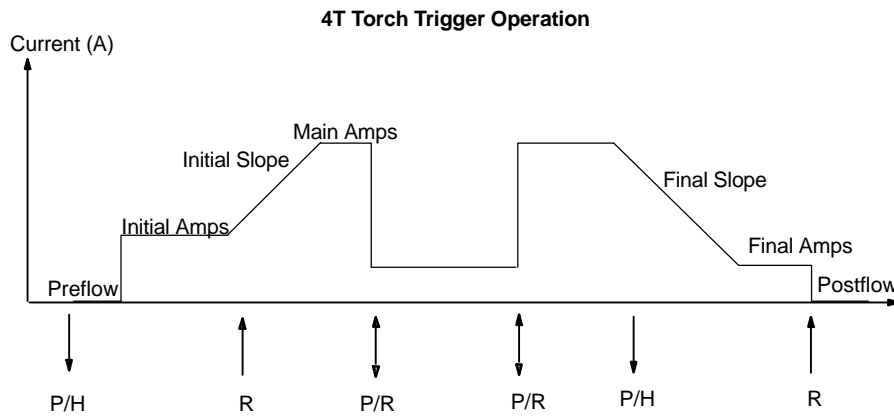 4T Torch Trigger Operation
Current (A)
Main Amps
Initial Slope
Final Slope
Initial Amps
Final Amps
Preflow
Postflow
P/H
R
P/R
P/R
P/H
R